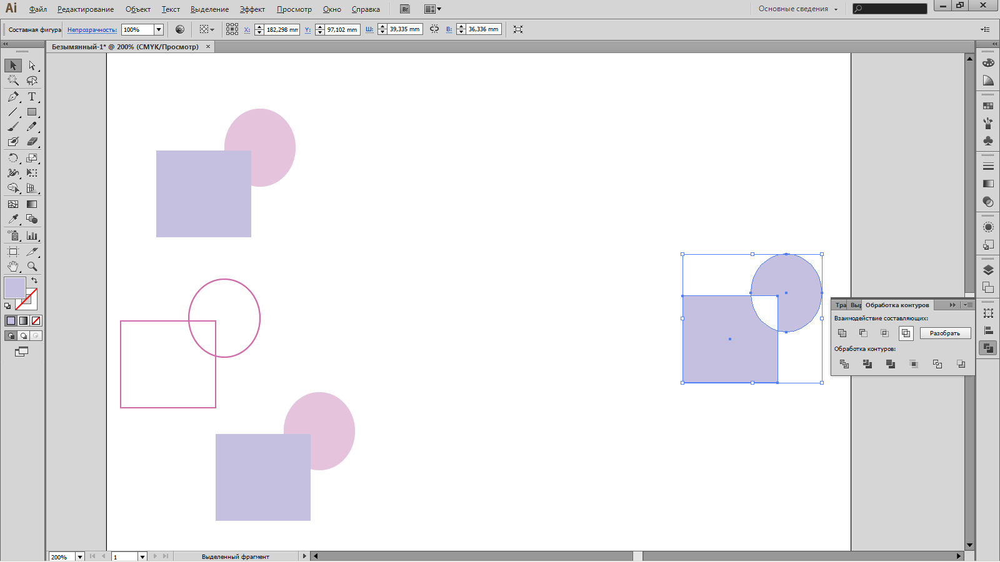 Ai Файл Редактирование Объект Текст Выделение Эффект Просмотр Окно Справка Br Основные сведения
Составная фигура Непрозрачность: 100% X: 182,298 mm Y: 97,102 mm Ш: 39,335 mm В: 36,336 mm
Безымянный-1* @ 200% (CMYK/Просмотр) ×
T
Тра Выр Обработка контуров
Взаимодействие составляющих:
Разобрать
Обработка контуров:
200% 1 Выделенный фрагмент